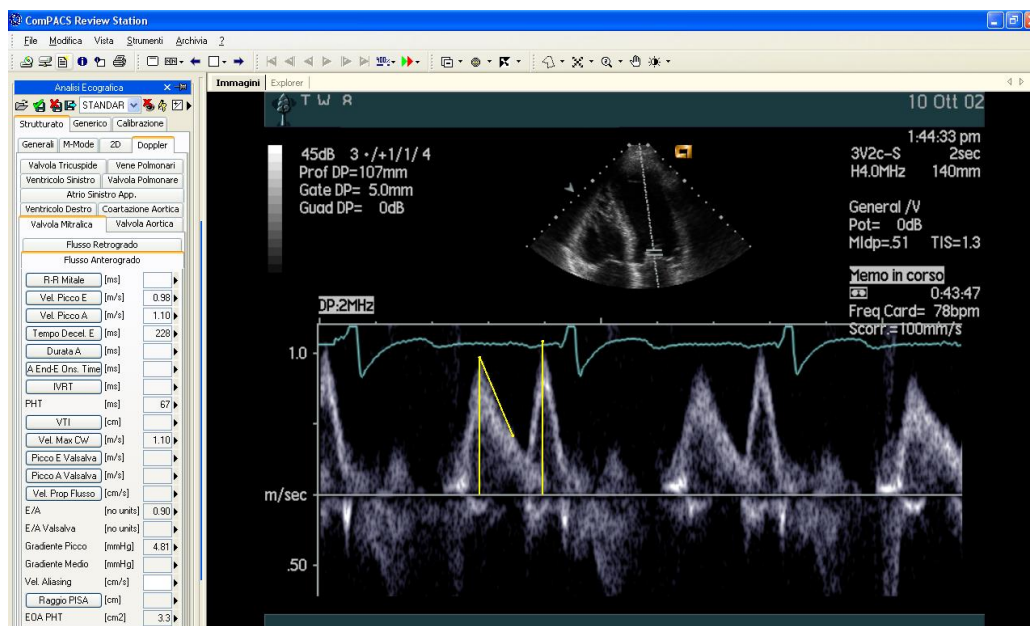 ComPACS Review Station
File Modifica Vista Strumenti Archivia ?
100%
Analisi Ecografica
STANDAR
Strutturato Generico Calibrazione
Generali M-Mode 2D Doppler
Valvola Tricuspide Vene Polmonari
Ventricolo Sinistro Valvola Polmonare
Atrio Sinistro App.
Ventricolo Destro Coartazione Aortica
Valvola Mitralica Valvola Aortica
Flusso Retrogrado
Flusso Anterogrado
R-R Mitale [ms]
Vel. Picco E [m/s] 0.98
Vel. Picco A [m/s] 1.10
Tempo Decel. E [ms] 228
Durata A [ms]
A End-E Ons. Time [ms]
IVRT [ms]
PHT [ms] 67
VTI [cm]
Vel. Max CW [m/s] 1.10
Picco E Valsalva [m/s]
Picco A Valsalva [m/s]
Vel. Prop Flusso [cm/s]
E/A [no units] 0.90
E/A Valsalva [no units]
Gradiente Picco [mmHg] 4.81
Gradiente Medio [mmHg]
Vel. Aliasing [cm/s]
Raggio PISA [cm]
EOA PHT [cm2] 3.3
Immagini Explorer
T W R
10 Ott 02
1:44:33 pm
45dB 3 •/+1/1/ 4
Prof DP=107mm
Gate DP= 5.0mm
Guad DP= 0dB
3V2c-S 2sec
H4.0MHz 140mm
General /V
Pot= 0dB
MIdp=.51 TIS=1.3
Memo in corso
0:43:47
Freq Card= 78bpm
Scorr.=100mm/s
DP:2MHz
1.0
m/sec
.50